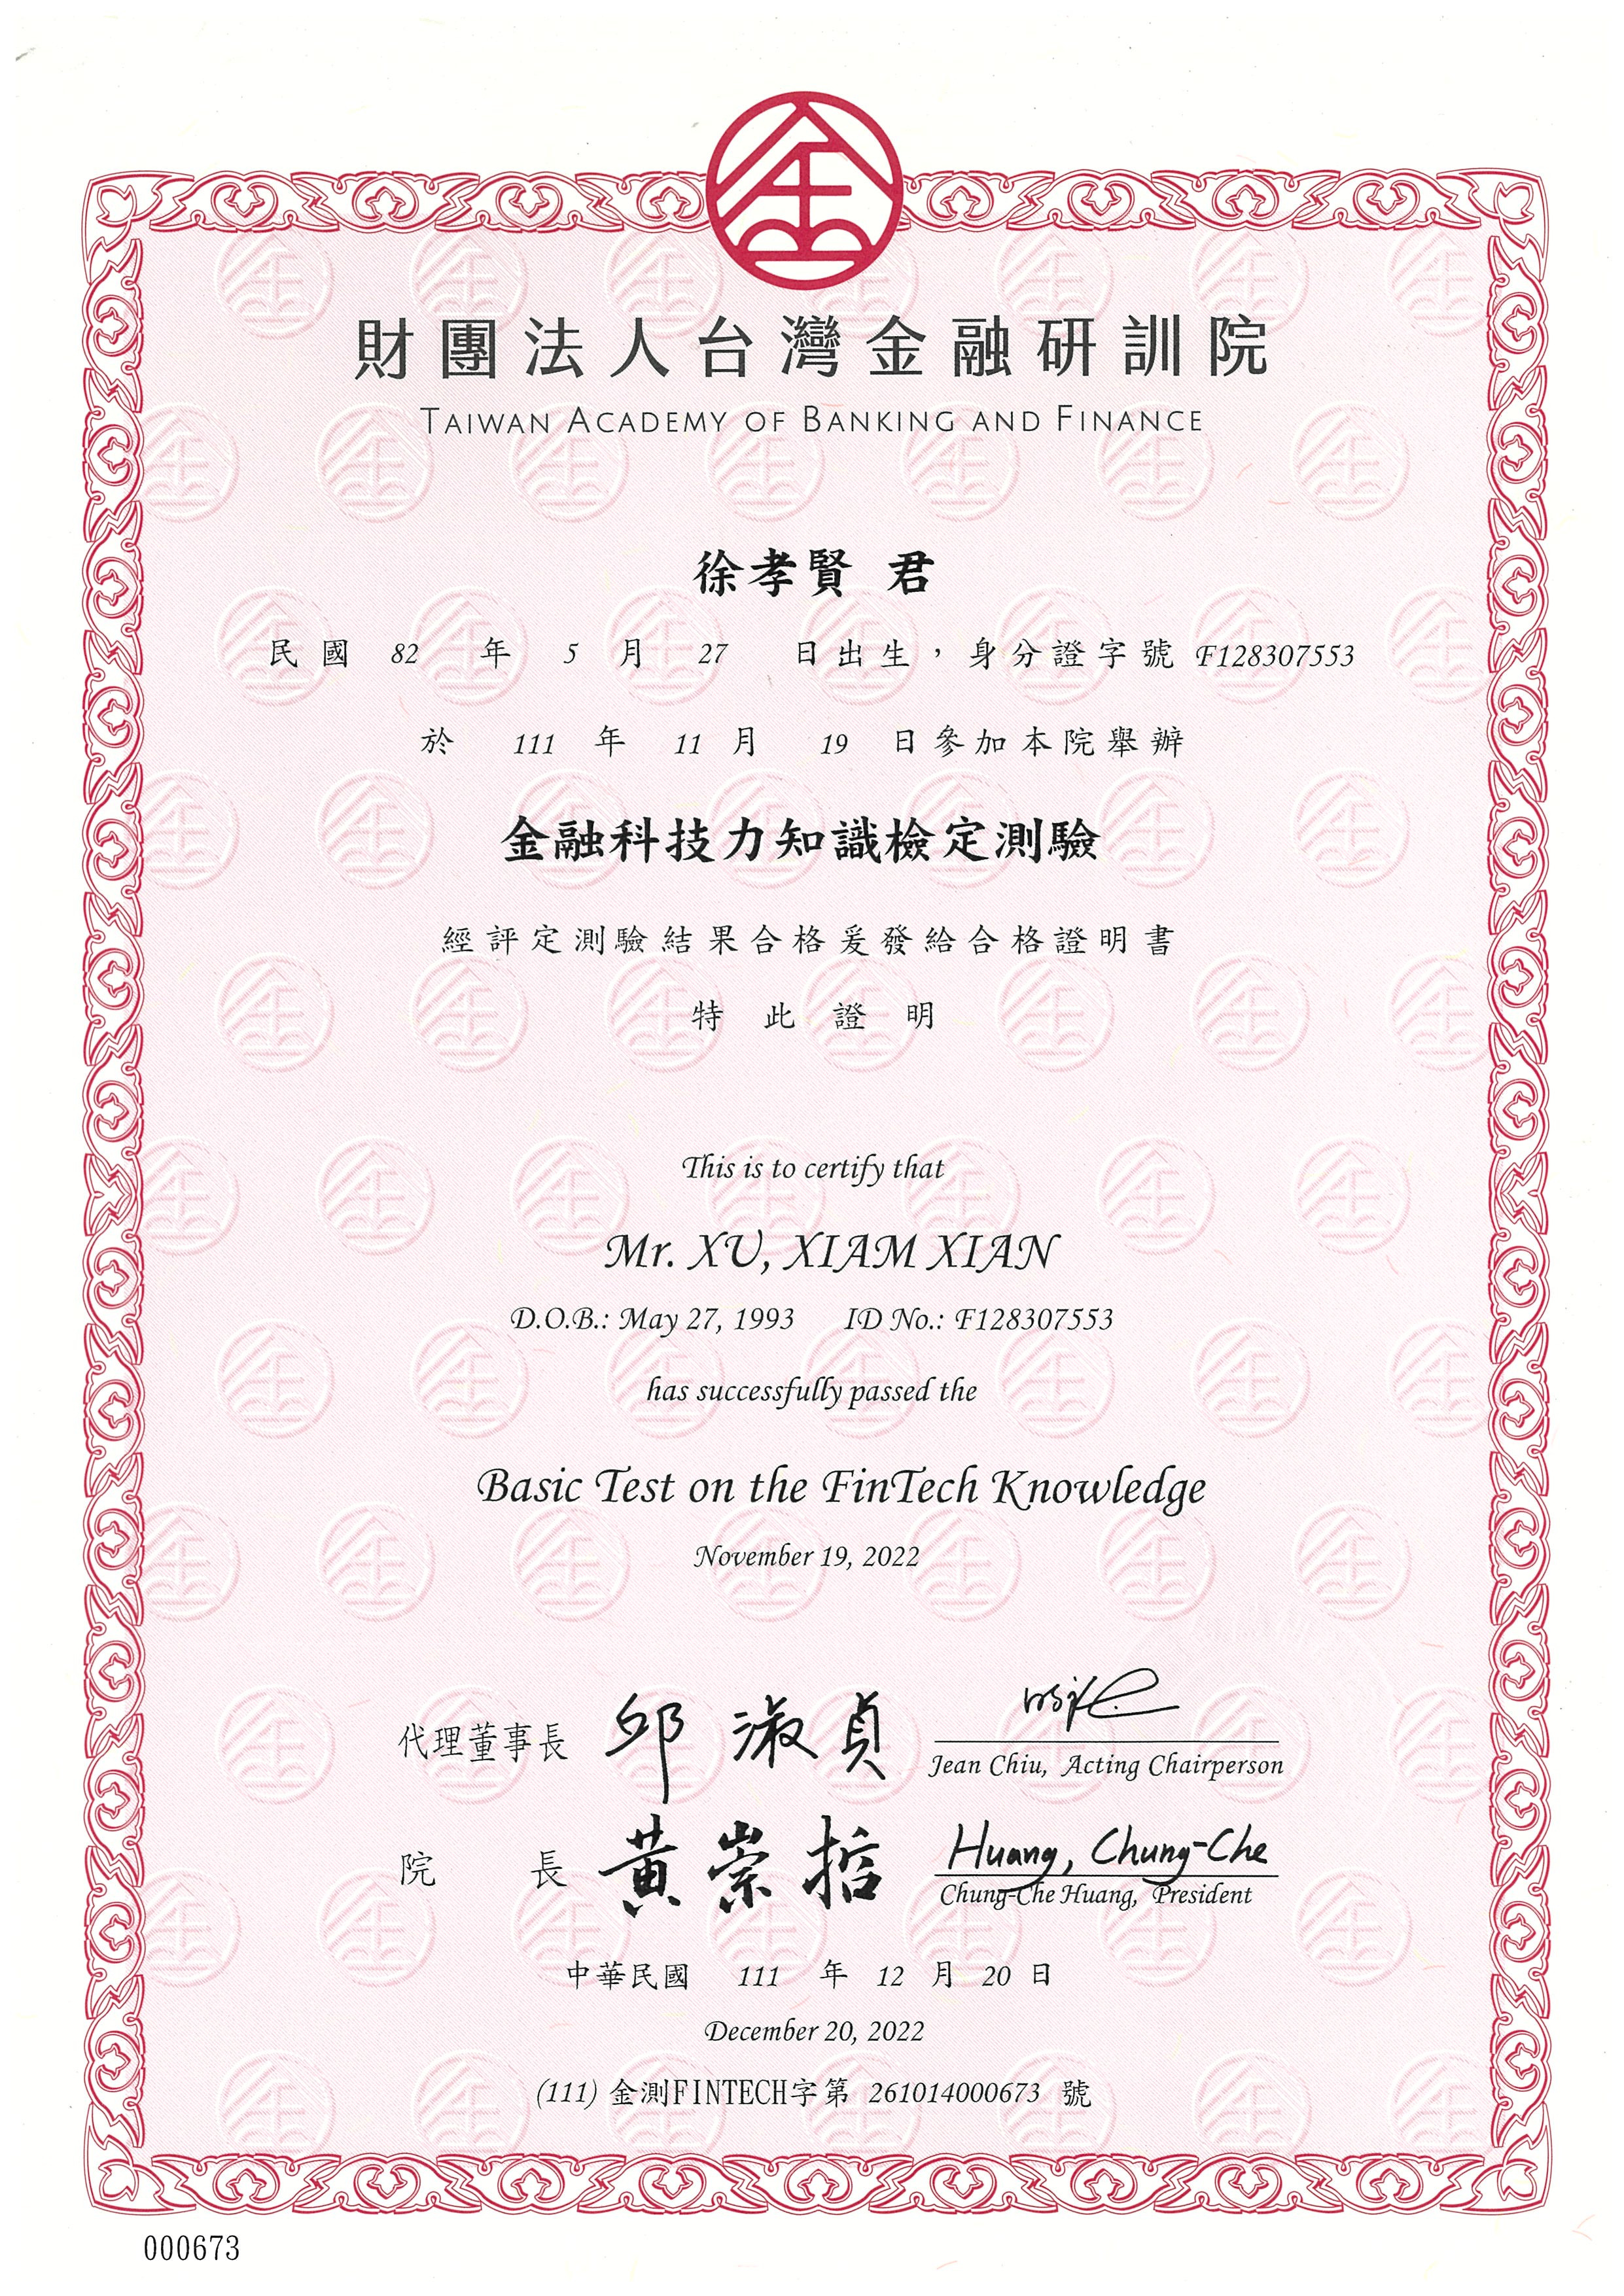 財團法人台灣金融研訓院
TAIWAN ACADEMY OF BANKING AND FINANCE
徐孝賢 君
民國 82 年 5 月 27 日出生，身分證字號 F128307553
於 111 年 11 月 19 日參加本院舉辦
金融科技力知識檢定測驗
經評定測驗結果合格爰發給合格證明書
特此證明
This is to certify that
Mr. XU, XIAM XIAN
D.O.B.: May 27, 1993 ID No.: F128307553
has successfully passed the
Basic Test on the FinTech Knowledge
November 19, 2022
代理董事長 邱淑貞
Jean Chiu, Acting Chairperson
院長 黃崇哲 Huang, Chung-Che
Chung-Che Huang, President
中華民國 111 年 12 月 20 日
December 20, 2022
(111) 金測FINTECH字第 261014000673 號
000673